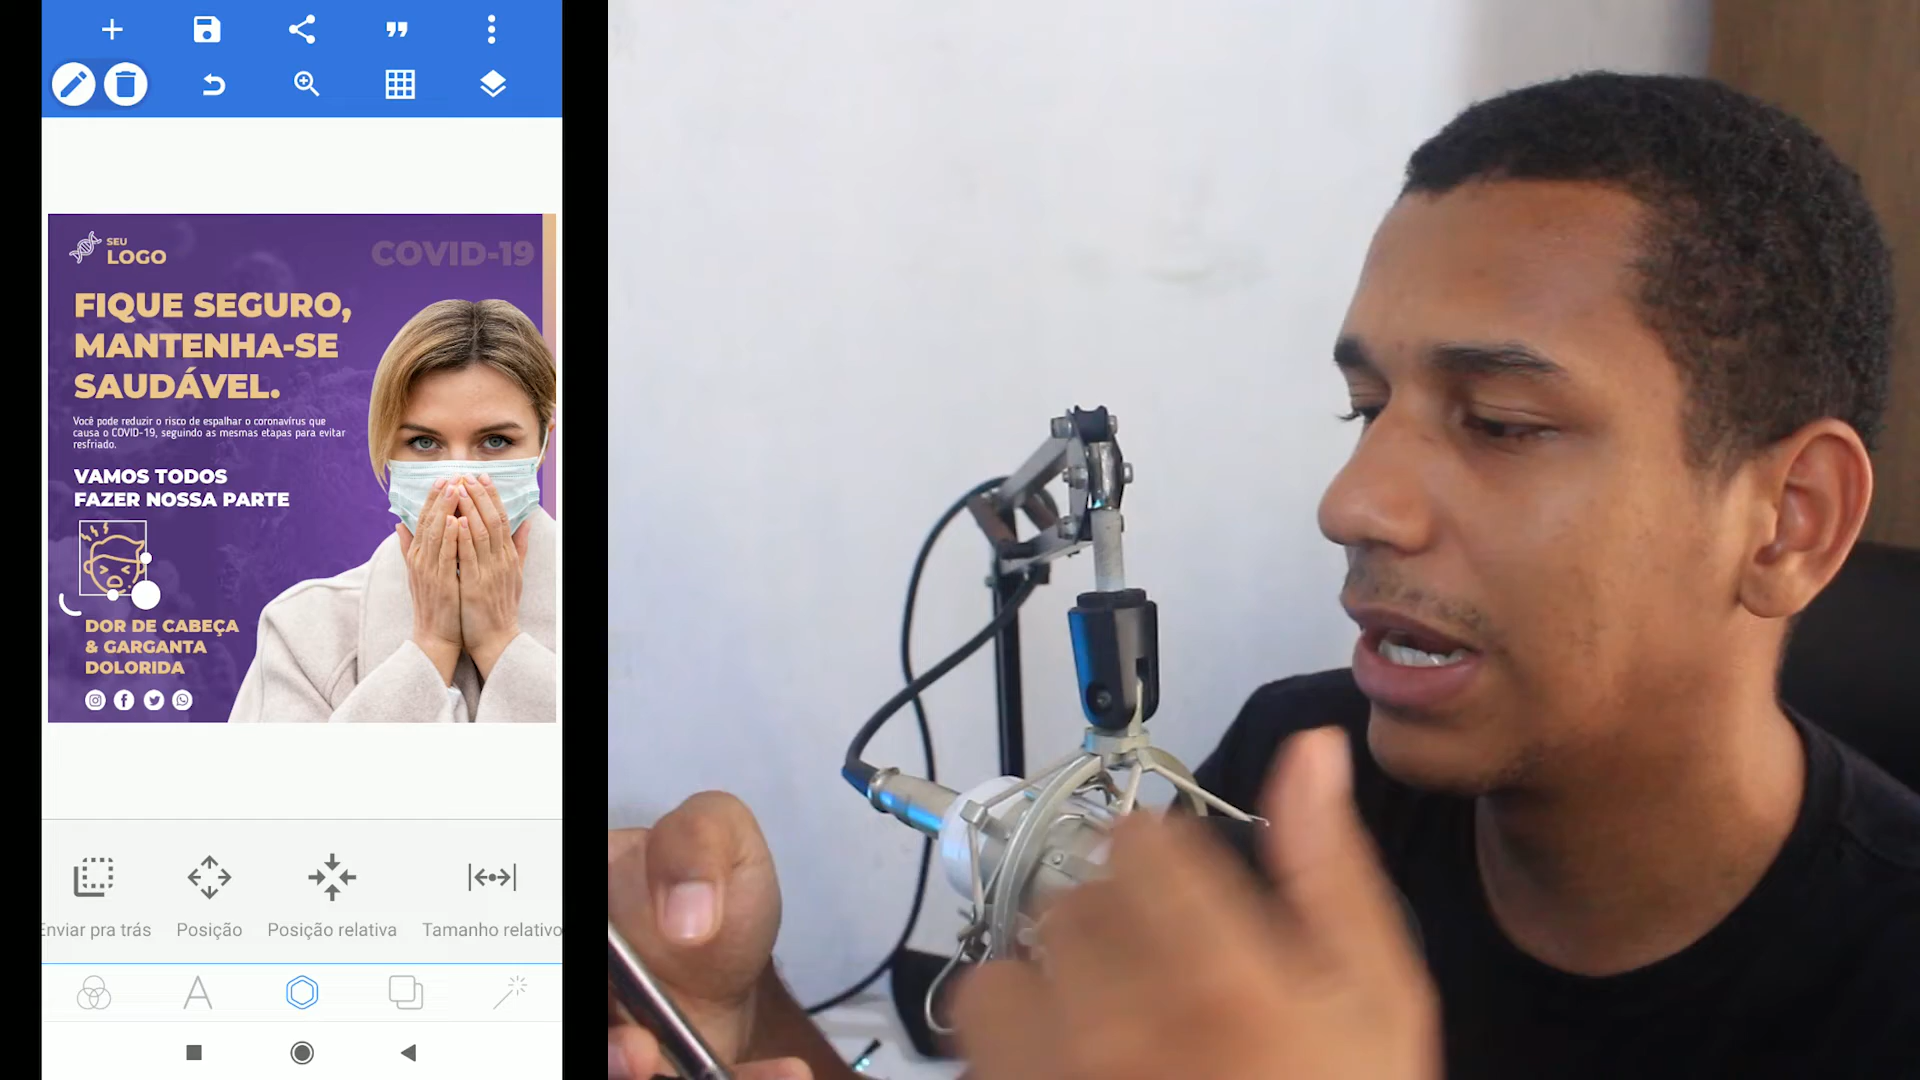 SEU
LOGO
COVID-19
FIQUE SEGURO,
MANTENHA-SE
SAUDÁVEL.
Você pode reduzir o risco de espalhar o coronavírus que
causa o COVID-19, seguindo as mesmas etapas para evitar
resfriado.
VAMOS TODOS
FAZER NOSSA PARTE
DOR DE CABEÇA
& GARGANTA
DOLORIDA
Enviar pra trás
Posição
Posição relativa
Tamanho relativo